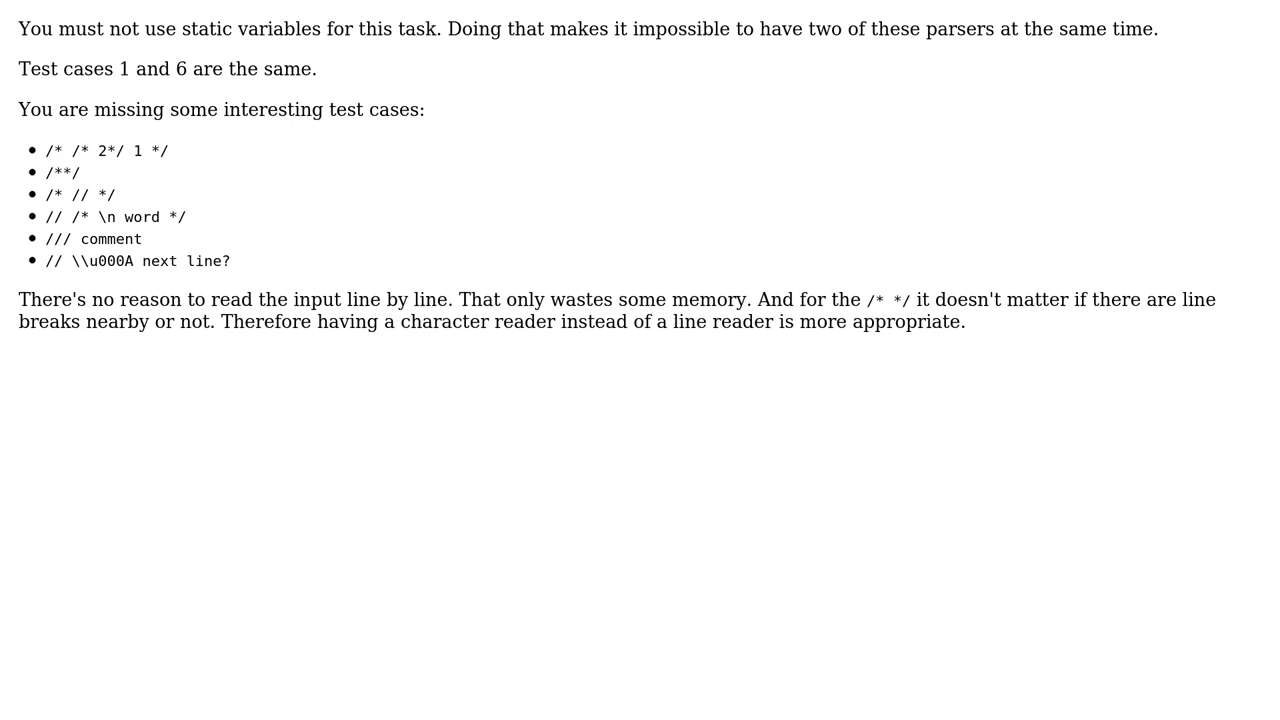 You must not use static variables for this task. Doing that makes it impossible to have two of these parsers at the same time.
Test cases 1 and 6 are the same.
You are missing some interesting test cases:
• /* /* 2*/ 1 */
• /**/
• /* // */
• // /* \n word */
• /// comment
• // \\u000A next line?
There's no reason to read the input line by line. That only wastes some memory. And for the /* */ it doesn't matter if there are line
breaks nearby or not. Therefore having a character reader instead of a line reader is more appropriate.